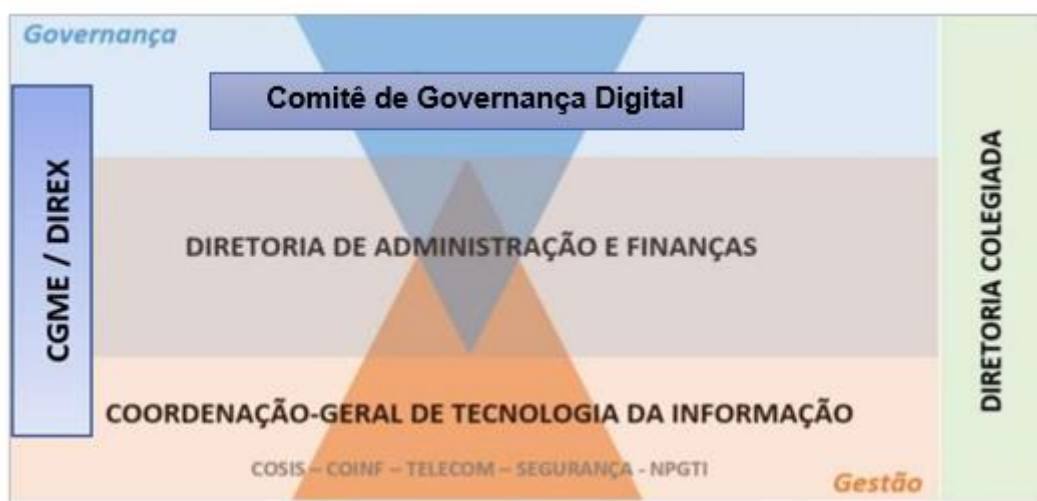 Governança
Comitê de Governança Digital
CGME / DIREX
DIRETORIA DE ADMINISTRAÇÃO E FINANÇAS
DIRETORIA COLEGIADA
COORDENAÇÃO-GERAL DE TECNOLOGIA DA INFORMAÇÃO
COSIS – COINF – TELECOM – SEGURANÇA - NPGTI
Gestão